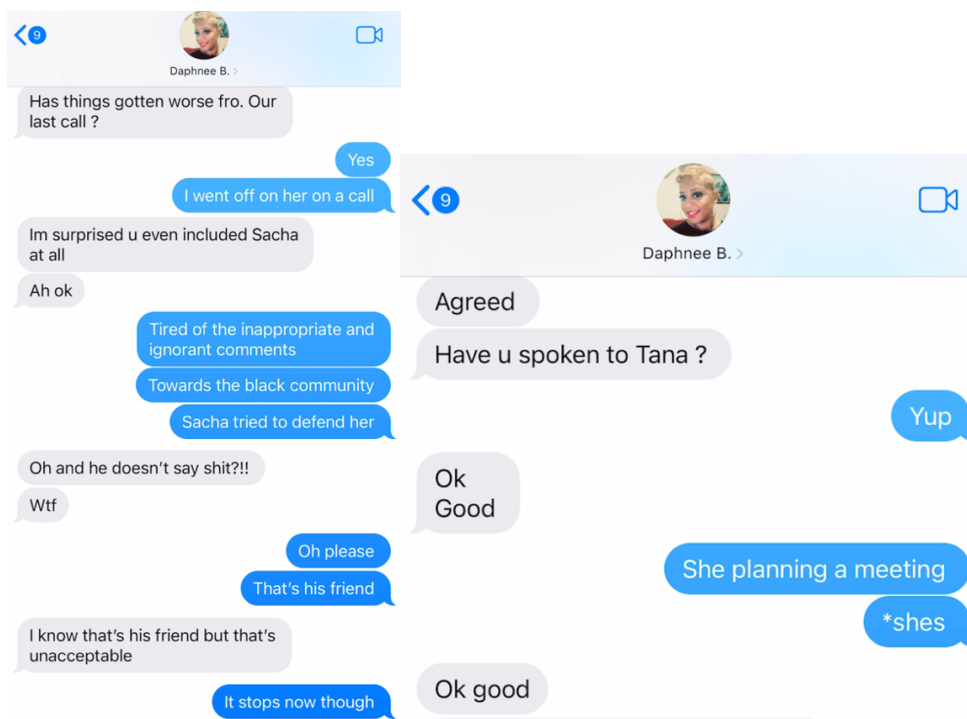 9
Daphnee B.
Has things gotten worse fro. Our
last call ?
Yes
I went off on her on a call
Im surprised u even included Sacha
at all
Ah ok
Tired of the inappropriate and
ignorant comments
Towards the black community
Sacha tried to defend her
Oh and he doesn't say shit?!!
Wtf
Oh please
That's his friend
I know that's his friend but that's
unacceptable
It stops now though
9
Daphnee B.
Agreed
Have u spoken to Tana ?
Yup
Ok
Good
She planning a meeting
*shes
Ok good